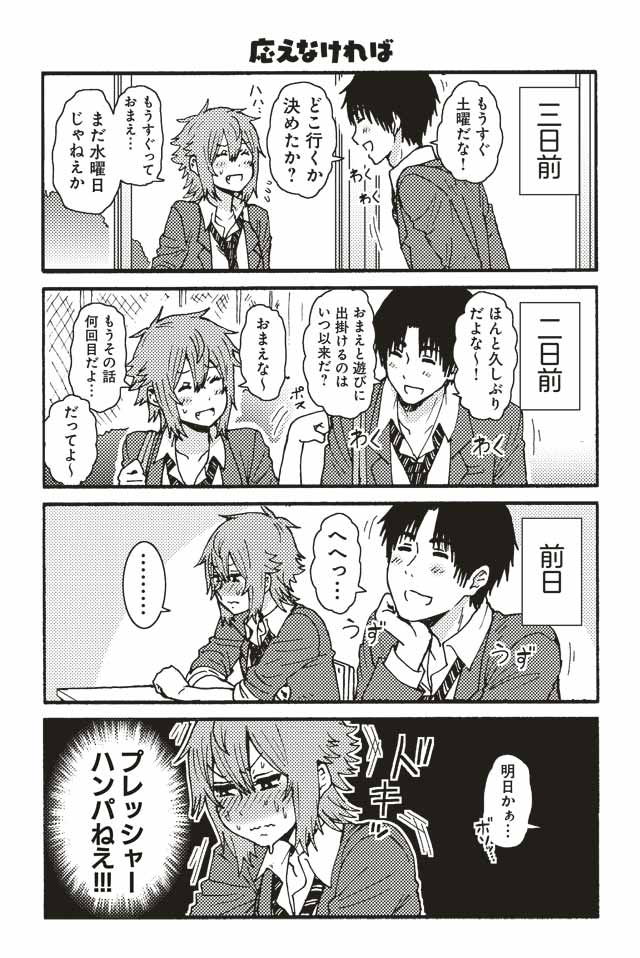 応えなければ
三日前
もうすぐ
土曜だな!
わくわく
どこ行くか
決めたか?
ハハ…
もうすぐって
おまえ…
まだ水曜日
じゃねえか
二日前
ほんと久しぶり
だよな〜!
わく
わく
おまえと遊びに
出掛けるのは
いつ以来だ?
ポス
おまえな〜
もうその話
何回目だよ…
だってよ〜
前日
うず
うず
へへっ…
………
明日かぁ…
ボソ…
ドキンッ
プレッシャー
ハンパねえ!!!